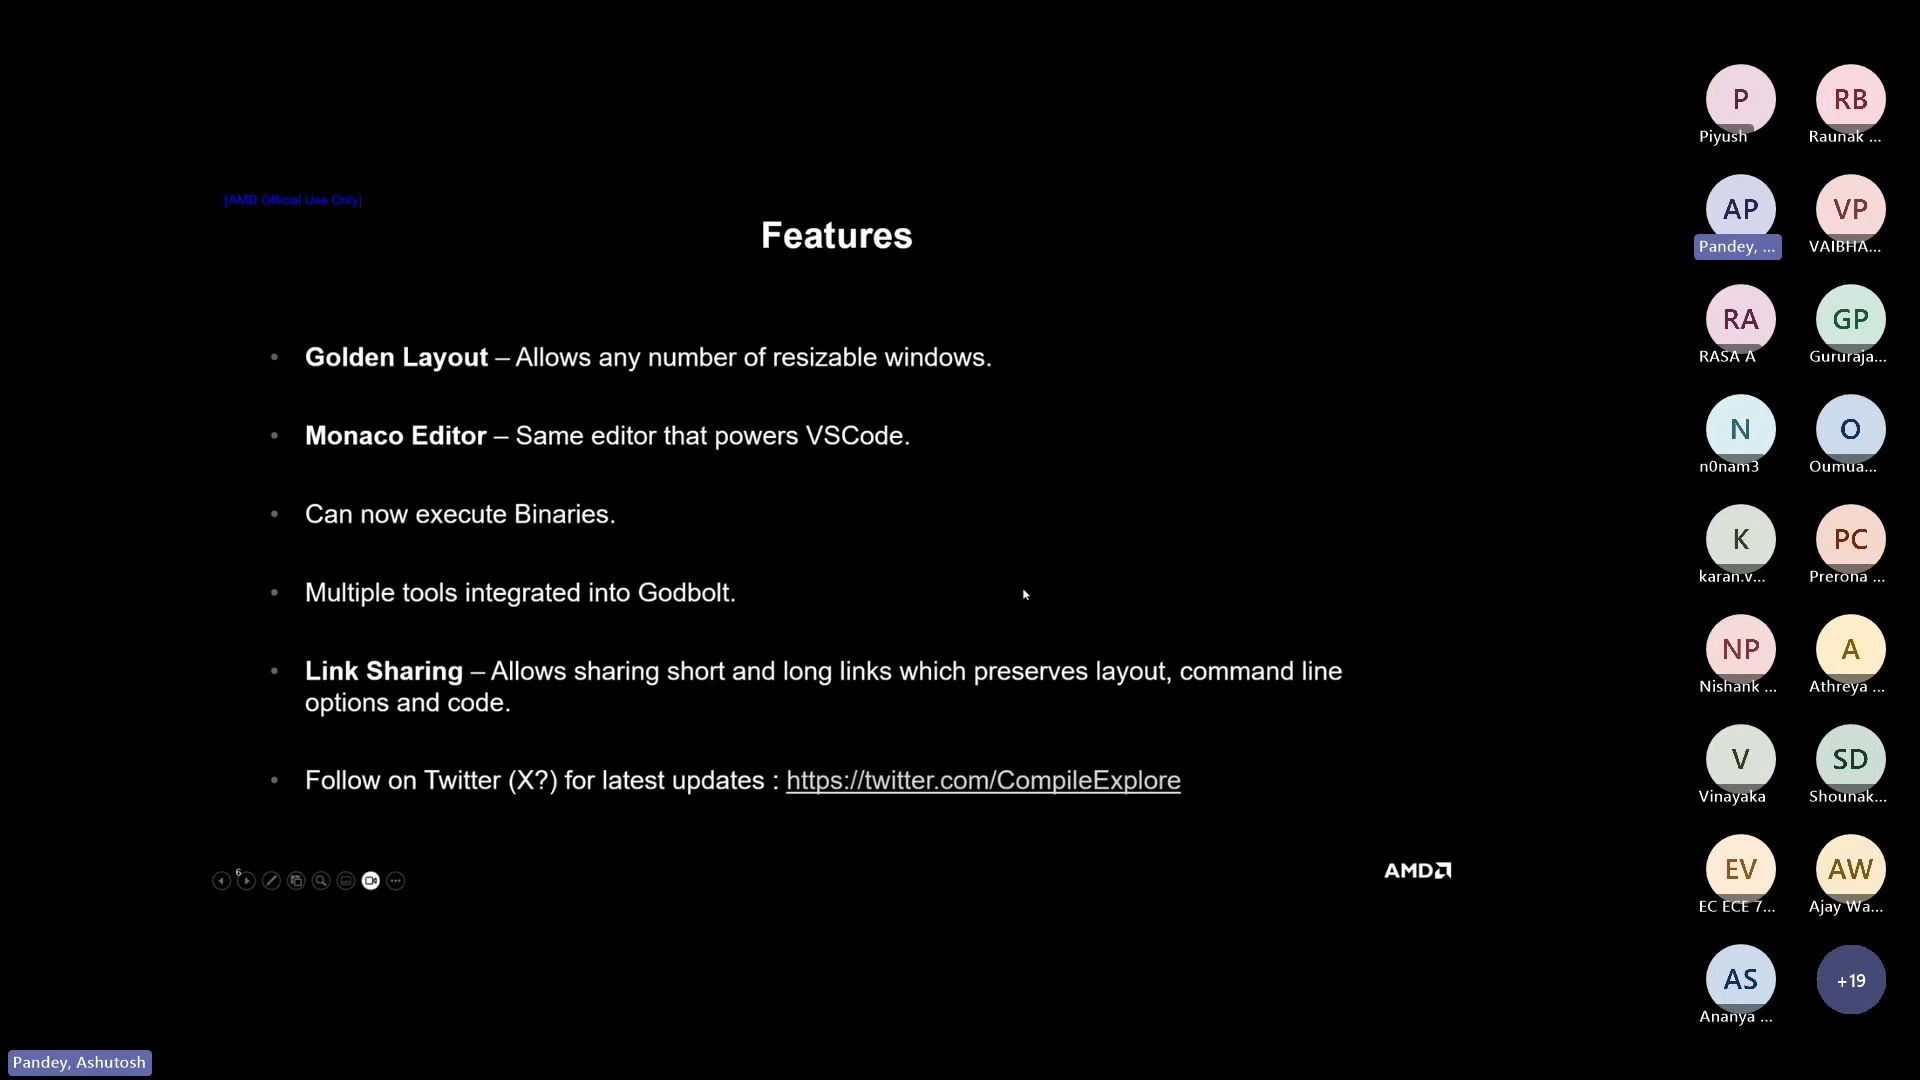 [AMD Official Use Only]
Features
• Golden Layout – Allows any number of resizable windows.
• Monaco Editor – Same editor that powers VSCode.
• Can now execute Binaries.
• Multiple tools integrated into Godbolt.
• Link Sharing – Allows sharing short and long links which preserves layout, command line
options and code.
• Follow on Twitter (X?) for latest updates : https://twitter.com/CompileExplore
6
AMD
P
Piyush
RB
Raunak ...
AP
Pandey, ...
VP
VAIBHA...
RA
RASA A
GP
Gururaja...
N
n0nam3
O
Oumua...
K
karan.v...
PC
Prerona ...
NP
Nishank ...
A
Athreya ...
V
Vinayaka
SD
Shounak...
EV
EC ECE 7...
AW
Ajay Wa...
AS
Ananya ...
+19
Pandey, Ashutosh